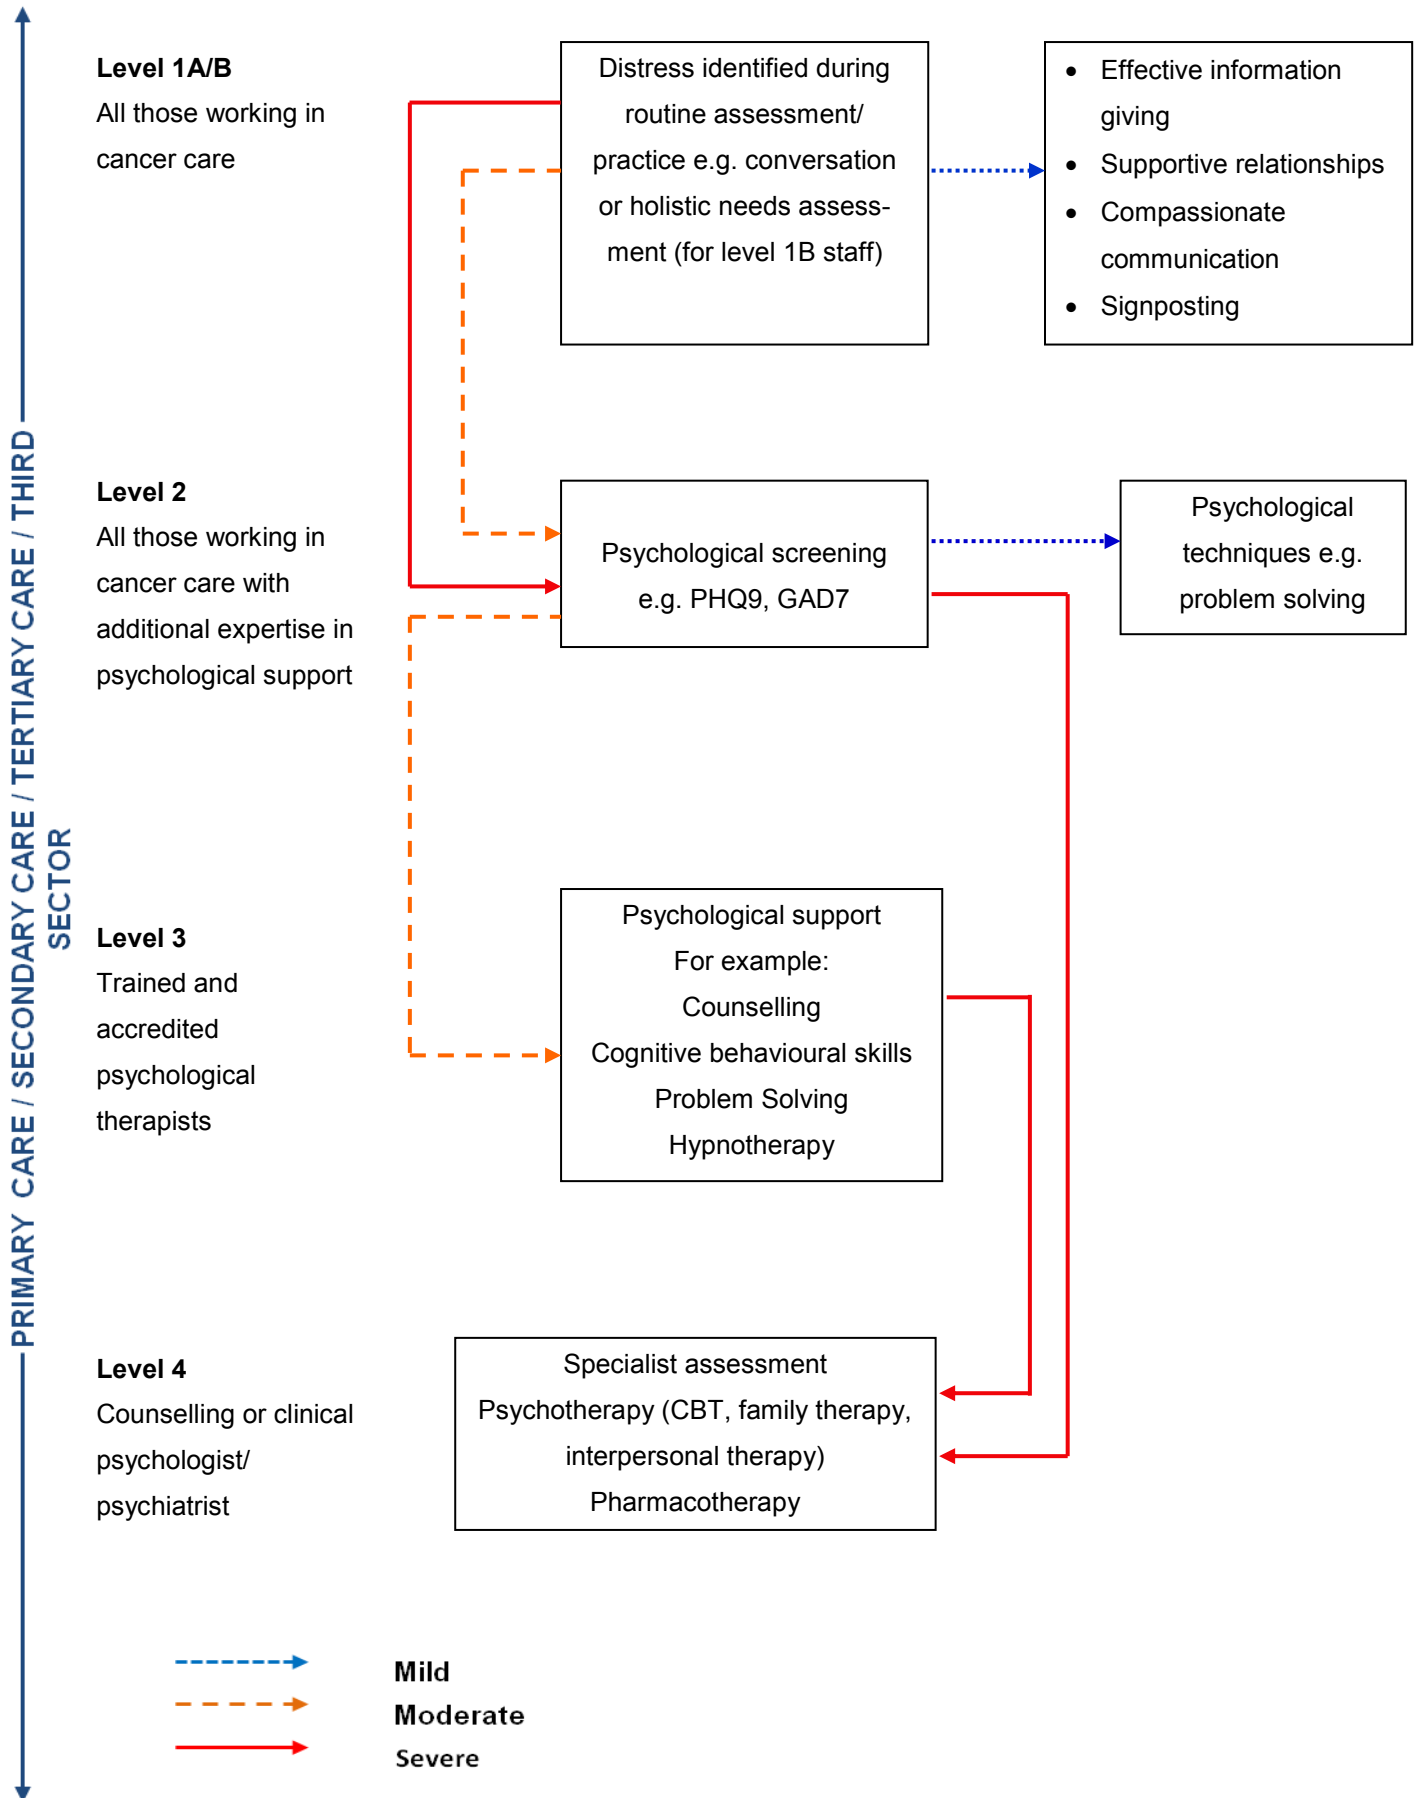 PRIMARY CARE / SECONDARY CARE / TERTIARY CARE / THIRD
SECTOR
Level 1A/B
All those working in
cancer care
Distress identified during
routine assessment/
practice e.g. conversation
or holistic needs assess-
ment (for level 1B staff)
• Effective information
giving
• Supportive relationships
• Compassionate
communication
• Signposting
Level 2
All those working in
cancer care with
additional expertise in
psychological support
Psychological screening
e.g. PHQ9, GAD7
Psychological
techniques e.g.
problem solving
Level 3
Trained and
accredited
psychological
therapists
Psychological support
For example:
Counselling
Cognitive behavioural skills
Problem Solving
Hypnotherapy
Level 4
Counselling or clinical
psychologist/
psychiatrist
Specialist assessment
Psychotherapy (CBT, family therapy,
interpersonal therapy)
Pharmacotherapy
Mild
Moderate
Severe